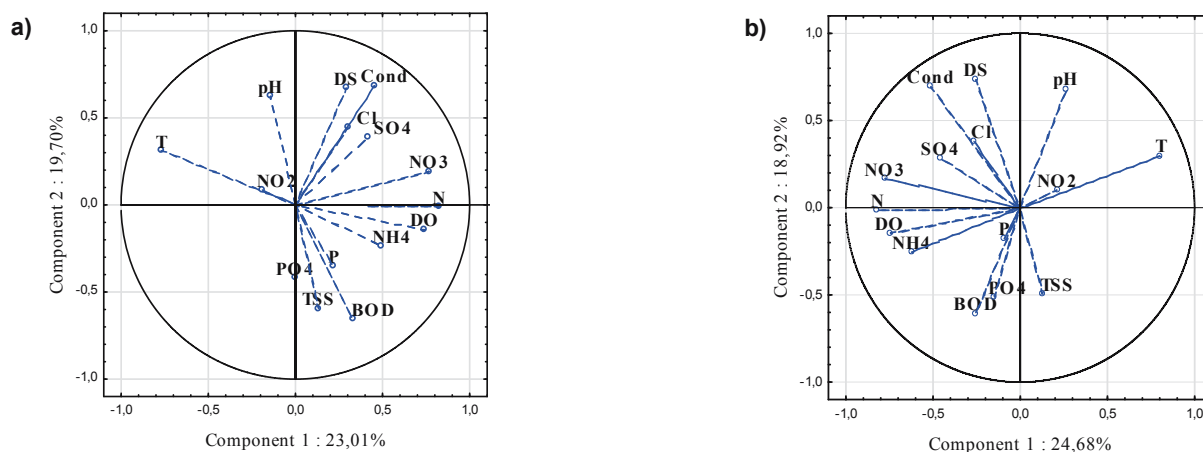 a)
Component 2 : 19,70%
1,0
0,5
0,0
-0,5
-1,0
pH
DS
Cond
Cl
SO4
T
NO2
NO3
N
DO
NH4
P
PO4
TSS
BOD
-1,0 -0,5 0,0 0,5 1,0
Component 1 : 23,01%
b)
Component 2 : 18,92%
1,0
0,5
0,0
-0,5
-1,0
Cond
DS
pH
Cl
SO4
T
NO3
NO2
N
DO
P
NH4
PO4
TSS
BOD
-1,0 -0,5 0,0 0,5 1,0
Component 1 : 24,68%